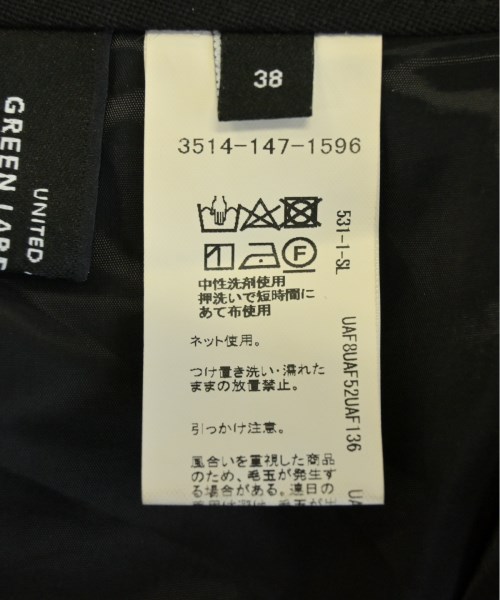 UNITED
GREEN LABE
38
3514-147-1596
F
531-1-SL
UAF8UAF52UAF136
中性洗剤使用
押洗いで短時間に
あて布使用
ネット使用。
つけ置き洗い・濡れた
ままの放置禁止。
引っかけ注意。
風合いを重視した商品
のため、毛玉が発生す
る場合がある。連日の
UA